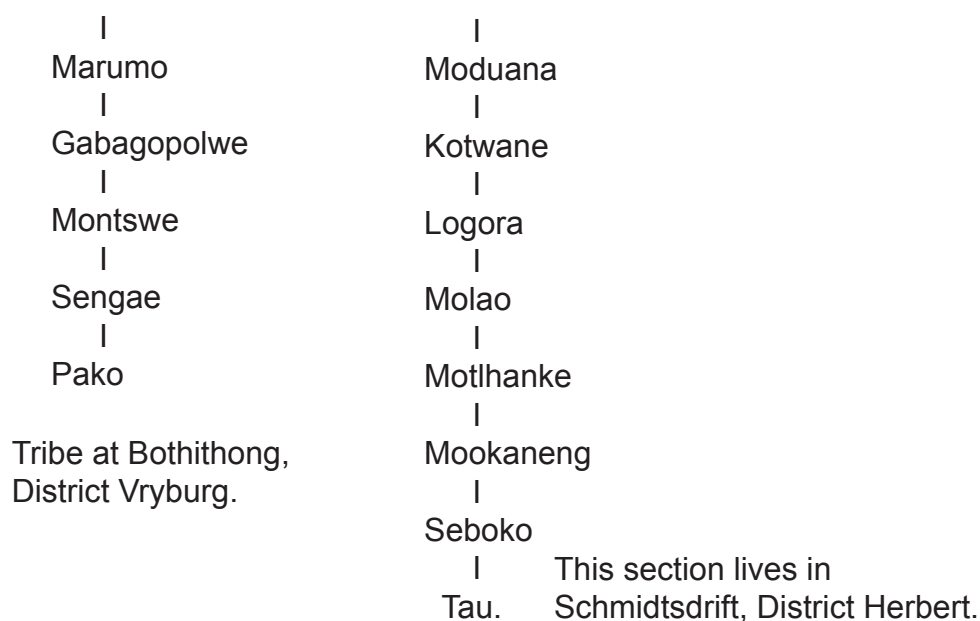 Marumo
Gabagopolwe
Montswe
Sengae
Pako
Tribe at Bothithong,
District Vryburg.
Moduana
Kotwane
Logora
Molao
Motlhanke
Mookaneng
Seboko
Tau.
This section lives in
Schmidtsdrift, District Herbert.